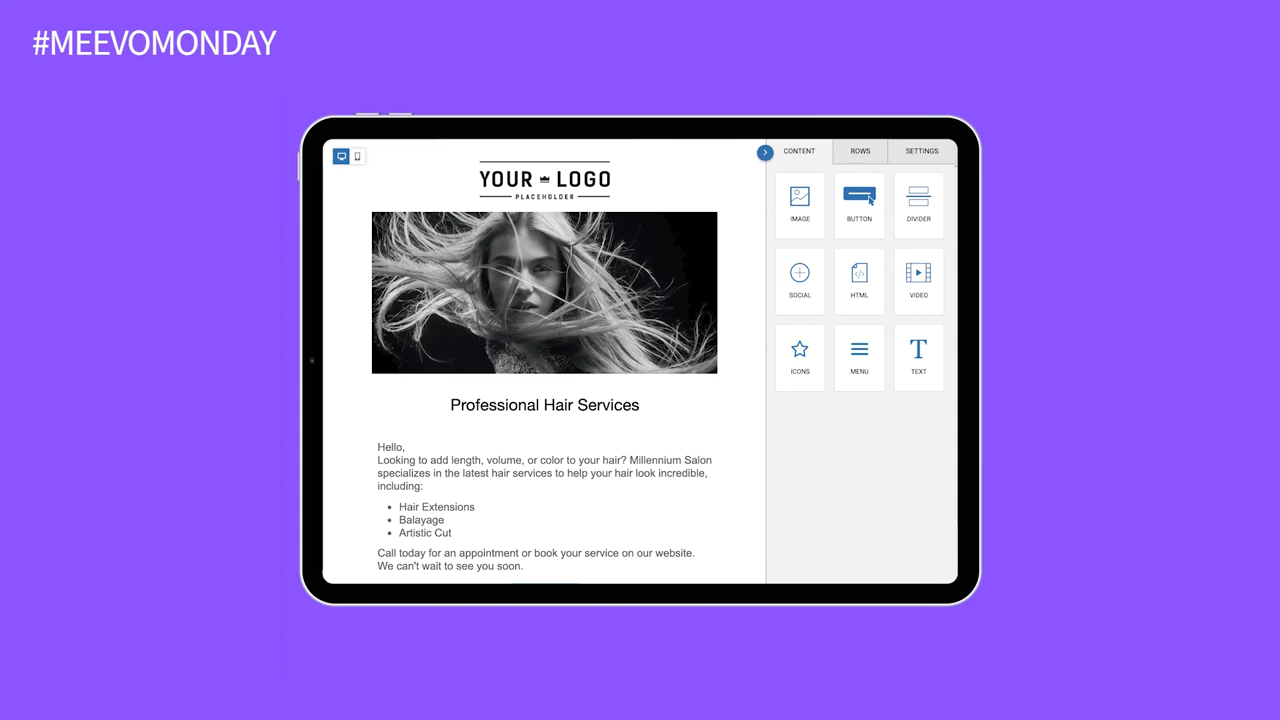 #MEEVOMONDAY
YOUR LOGO
PLACEHOLDER
Professional Hair Services
Hello,
Looking to add length, volume, or color to your hair? Millennium Salon
specializes in the latest hair services to help your hair look incredible,
including:
• Hair Extensions
• Balayage
• Artistic Cut
Call today for an appointment or book your service on our website.
We can't wait to see you soon.
CONTENT ROWS SETTINGS
IMAGE BUTTON DIVIDER
SOCIAL HTML VIDEO
ICONS MENU TEXT